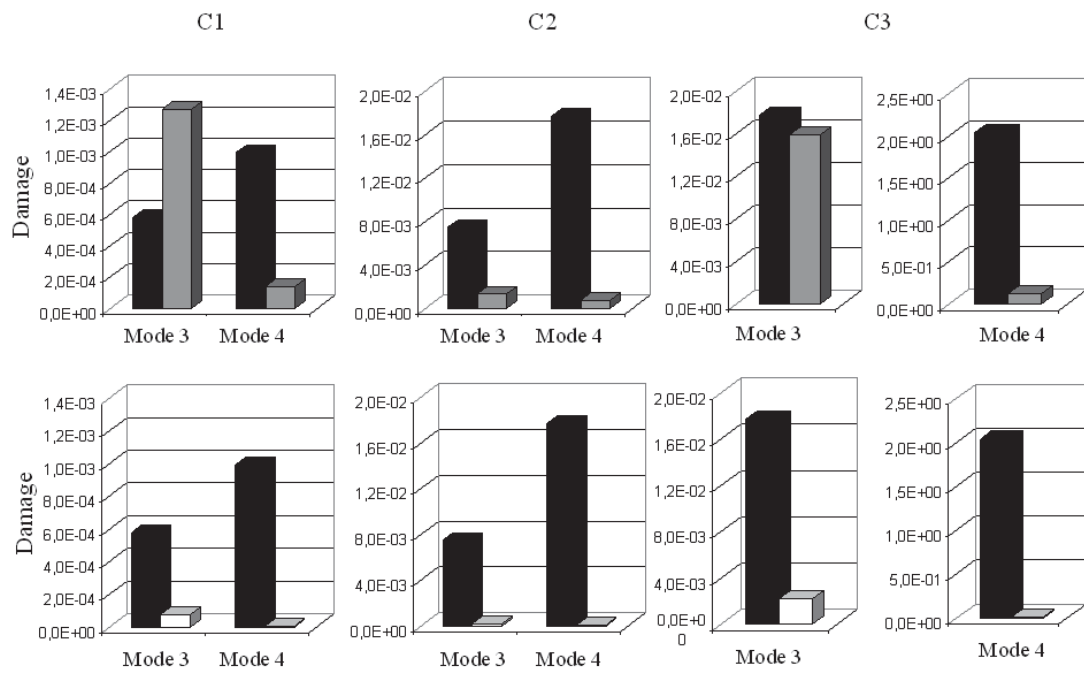 C1 C2 C3
Damage
1,4E-03
1,2E-03
1,0E-03
8,0E-04
6,0E-04
4,0E-04
2,0E-04
0,0E+00
Mode 3 Mode 4
2,0E-02
1,6E-02
1,2E-02
8,0E-03
4,0E-03
0,0E+00
Mode 3 Mode 4
2,0E-02
1,6E-02
1,2E-02
8,0E-03
4,0E-03
0,0E+00
Mode 3
2,5E+00
2,0E+00
1,5E+00
1,0E+00
5,0E-01
0,0E+00
Mode 4
Damage
1,4E-03
1,2E-03
1,0E-03
8,0E-04
6,0E-04
4,0E-04
2,0E-04
0,0E+00
Mode 3 Mode 4
2,0E-02
1,6E-02
1,2E-02
8,0E-03
4,0E-03
0,0E+00
Mode 3 Mode 4
2,0E-02
1,6E-02
1,2E-02
8,0E-03
4,0E-03
0,0E+0
0
Mode 3
2,5E+00
2,0E+00
1,5E+00
1,0E+00
5,0E-01
0,0E+00
Mode 4